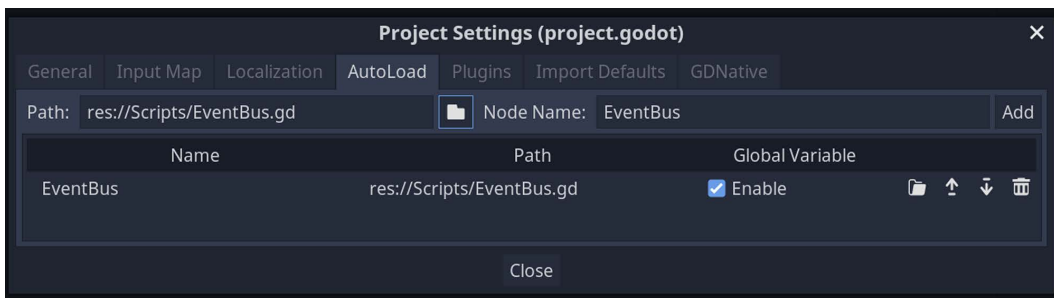 Project Settings (project.godot)
General Input Map Localization AutoLoad Plugins Import Defaults GDNative
Path: res://Scripts/EventBus.gd Node Name: EventBus Add
Name Path Global Variable
EventBus res://Scripts/EventBus.gd Enable
Close